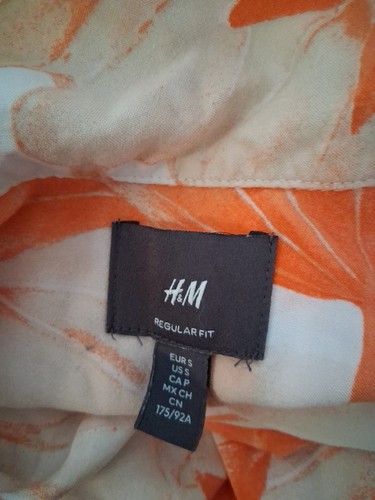 H&M
REGULAR FIT
EUR S
US S
CA P
MX CH
CN
175/92A